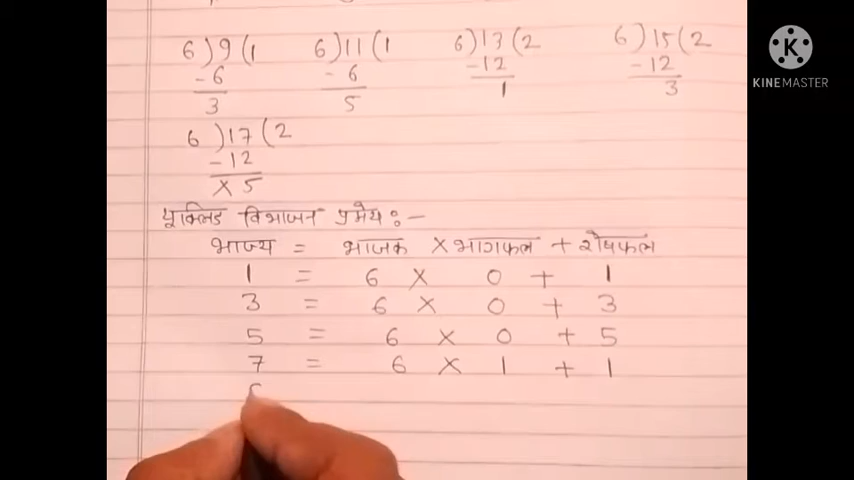 6 ) 9 ( 1    6 ) 11 ( 1    6 ) 13 ( 2    6 ) 15 ( 2
- 6    - 6    - 12    - 12
3    5    1    3
6 ) 17 ( 2
- 12
× 5
यूक्लिड विभाजन प्रमेय :-
भाज्य = भाजक × भागफल + शेषफल
1 = 6 × 0 + 1
3 = 6 × 0 + 3
5 = 6 × 0 + 5
7 = 6 × 1 + 1
K
KINEMASTER